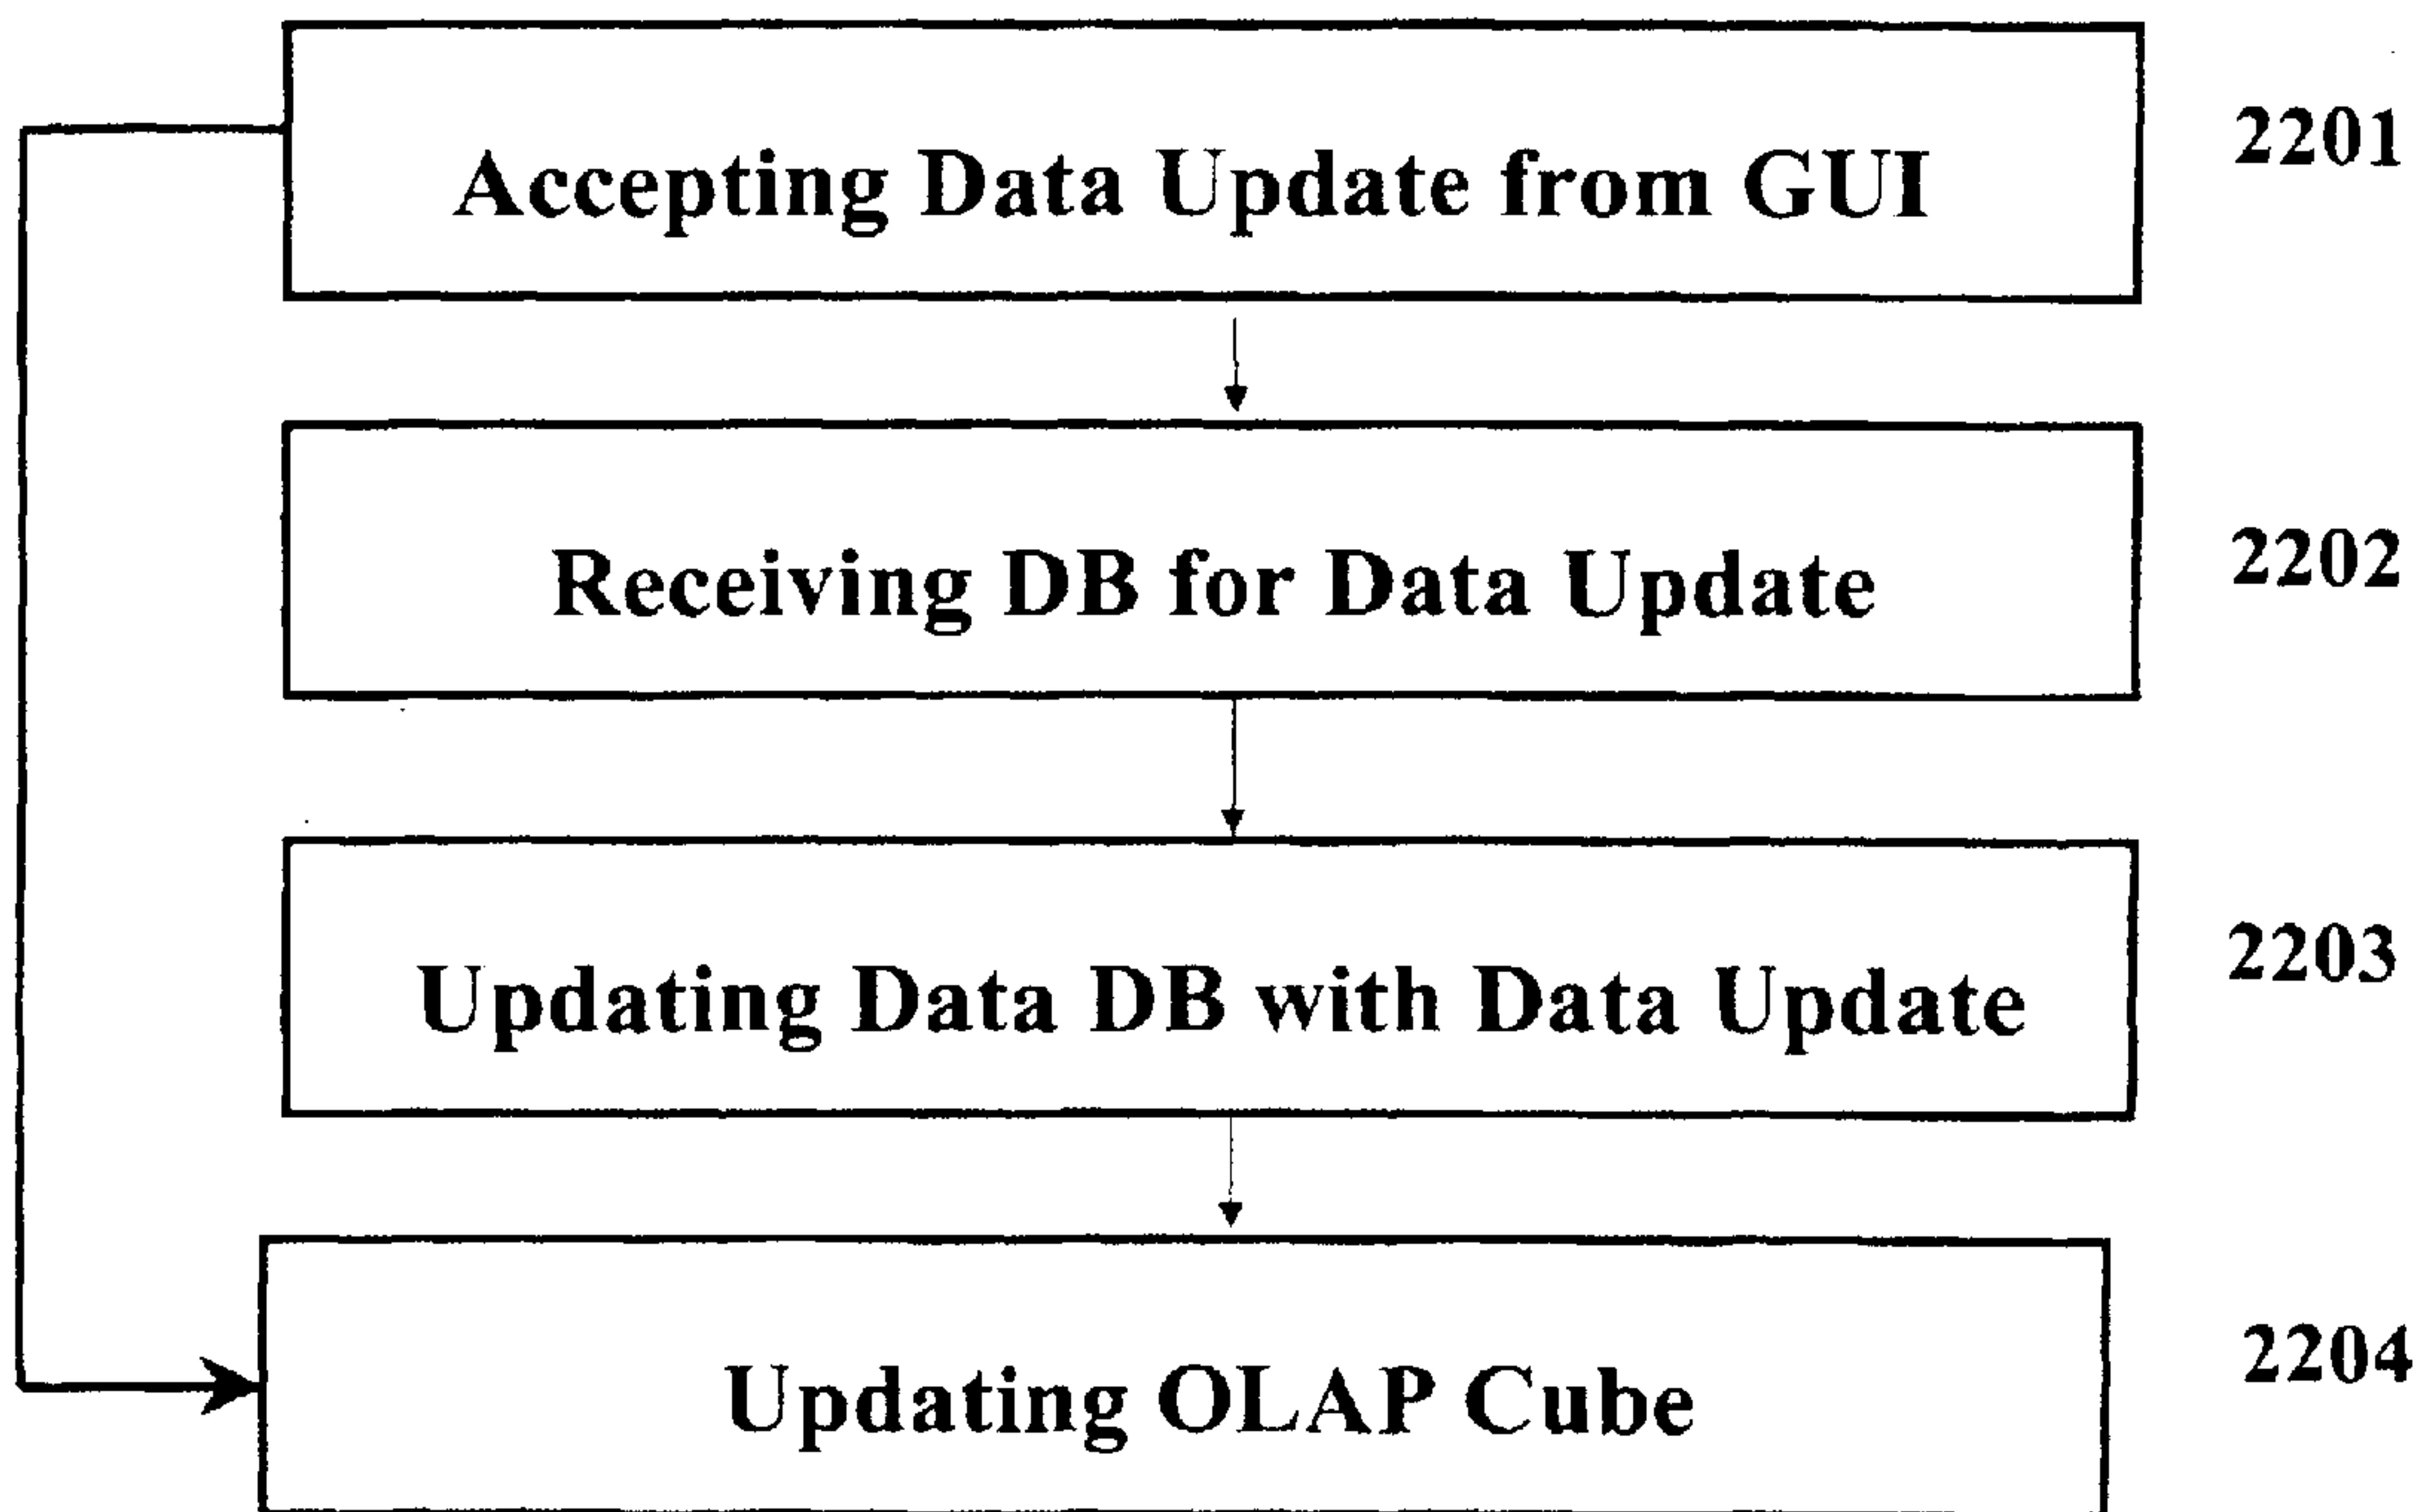 Accepting Data Update from GUI
2201
Receiving DB for Data Update
2202
Updating Data DB with Data Update
2203
Updating OLAP Cube
2204